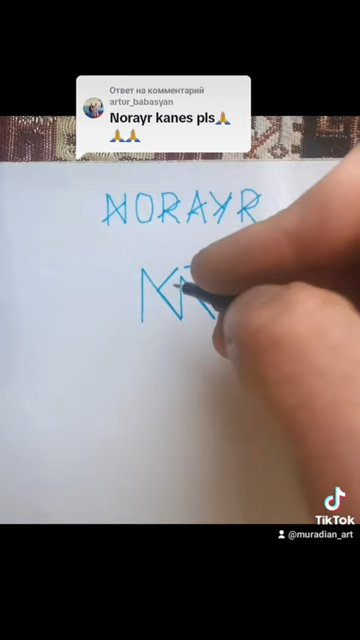 Ответ на комментарий
artur_babasyan
Norayr kanes pls🙏
🙏🙏
NORAYR
TikTok
@muradian_art